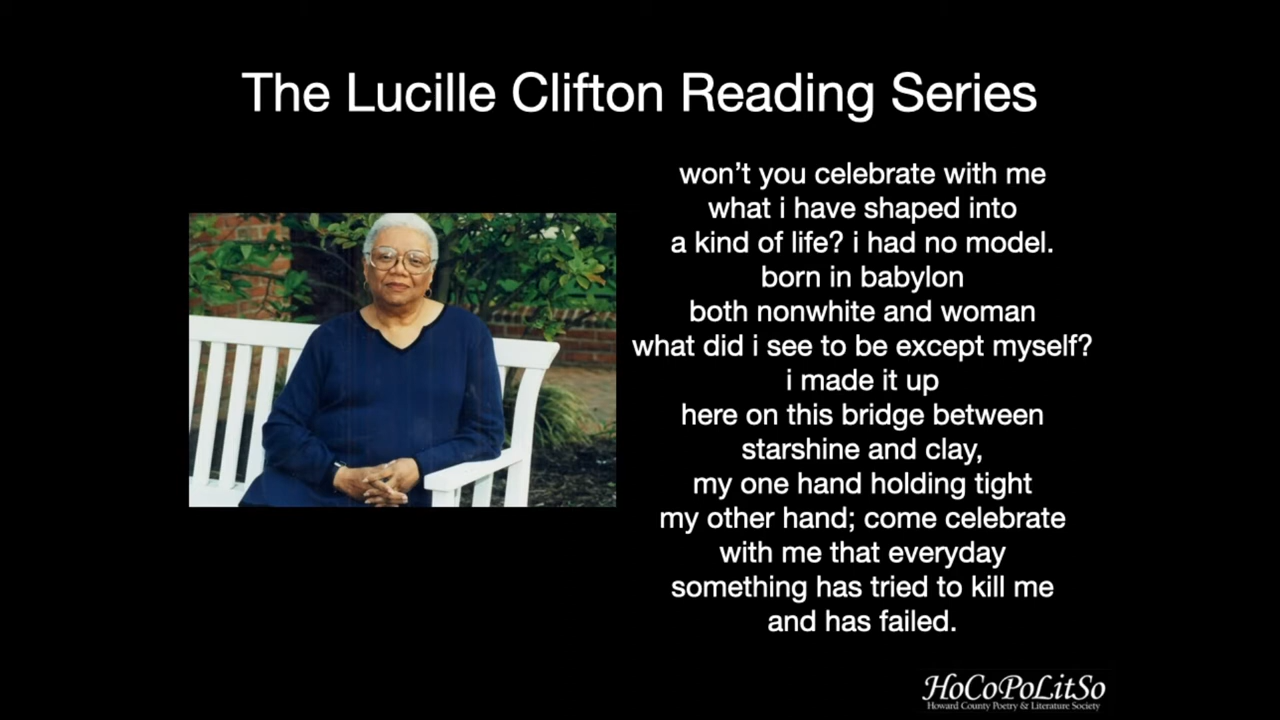 The Lucille Clifton Reading Series
won’t you celebrate with me
what i have shaped into
a kind of life? i had no model.
born in babylon
both nonwhite and woman
what did i see to be except myself?
i made it up
here on this bridge between
starshine and clay,
my one hand holding tight
my other hand; come celebrate
with me that everyday
something has tried to kill me
and has failed.
HoCoPoLitSo
Howard County Poetry & Literature Society